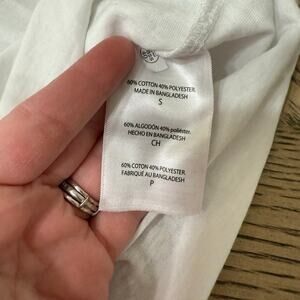 60% COTTON 40% POLYESTER
MADE IN BANGLADESH
S
60% ALGODÓN 40% poliéster.
HECHO EN BANGLADESH
CH
60% COTON 40% POLYESTER
FABRIQUÉ AU BANGLADESH
P